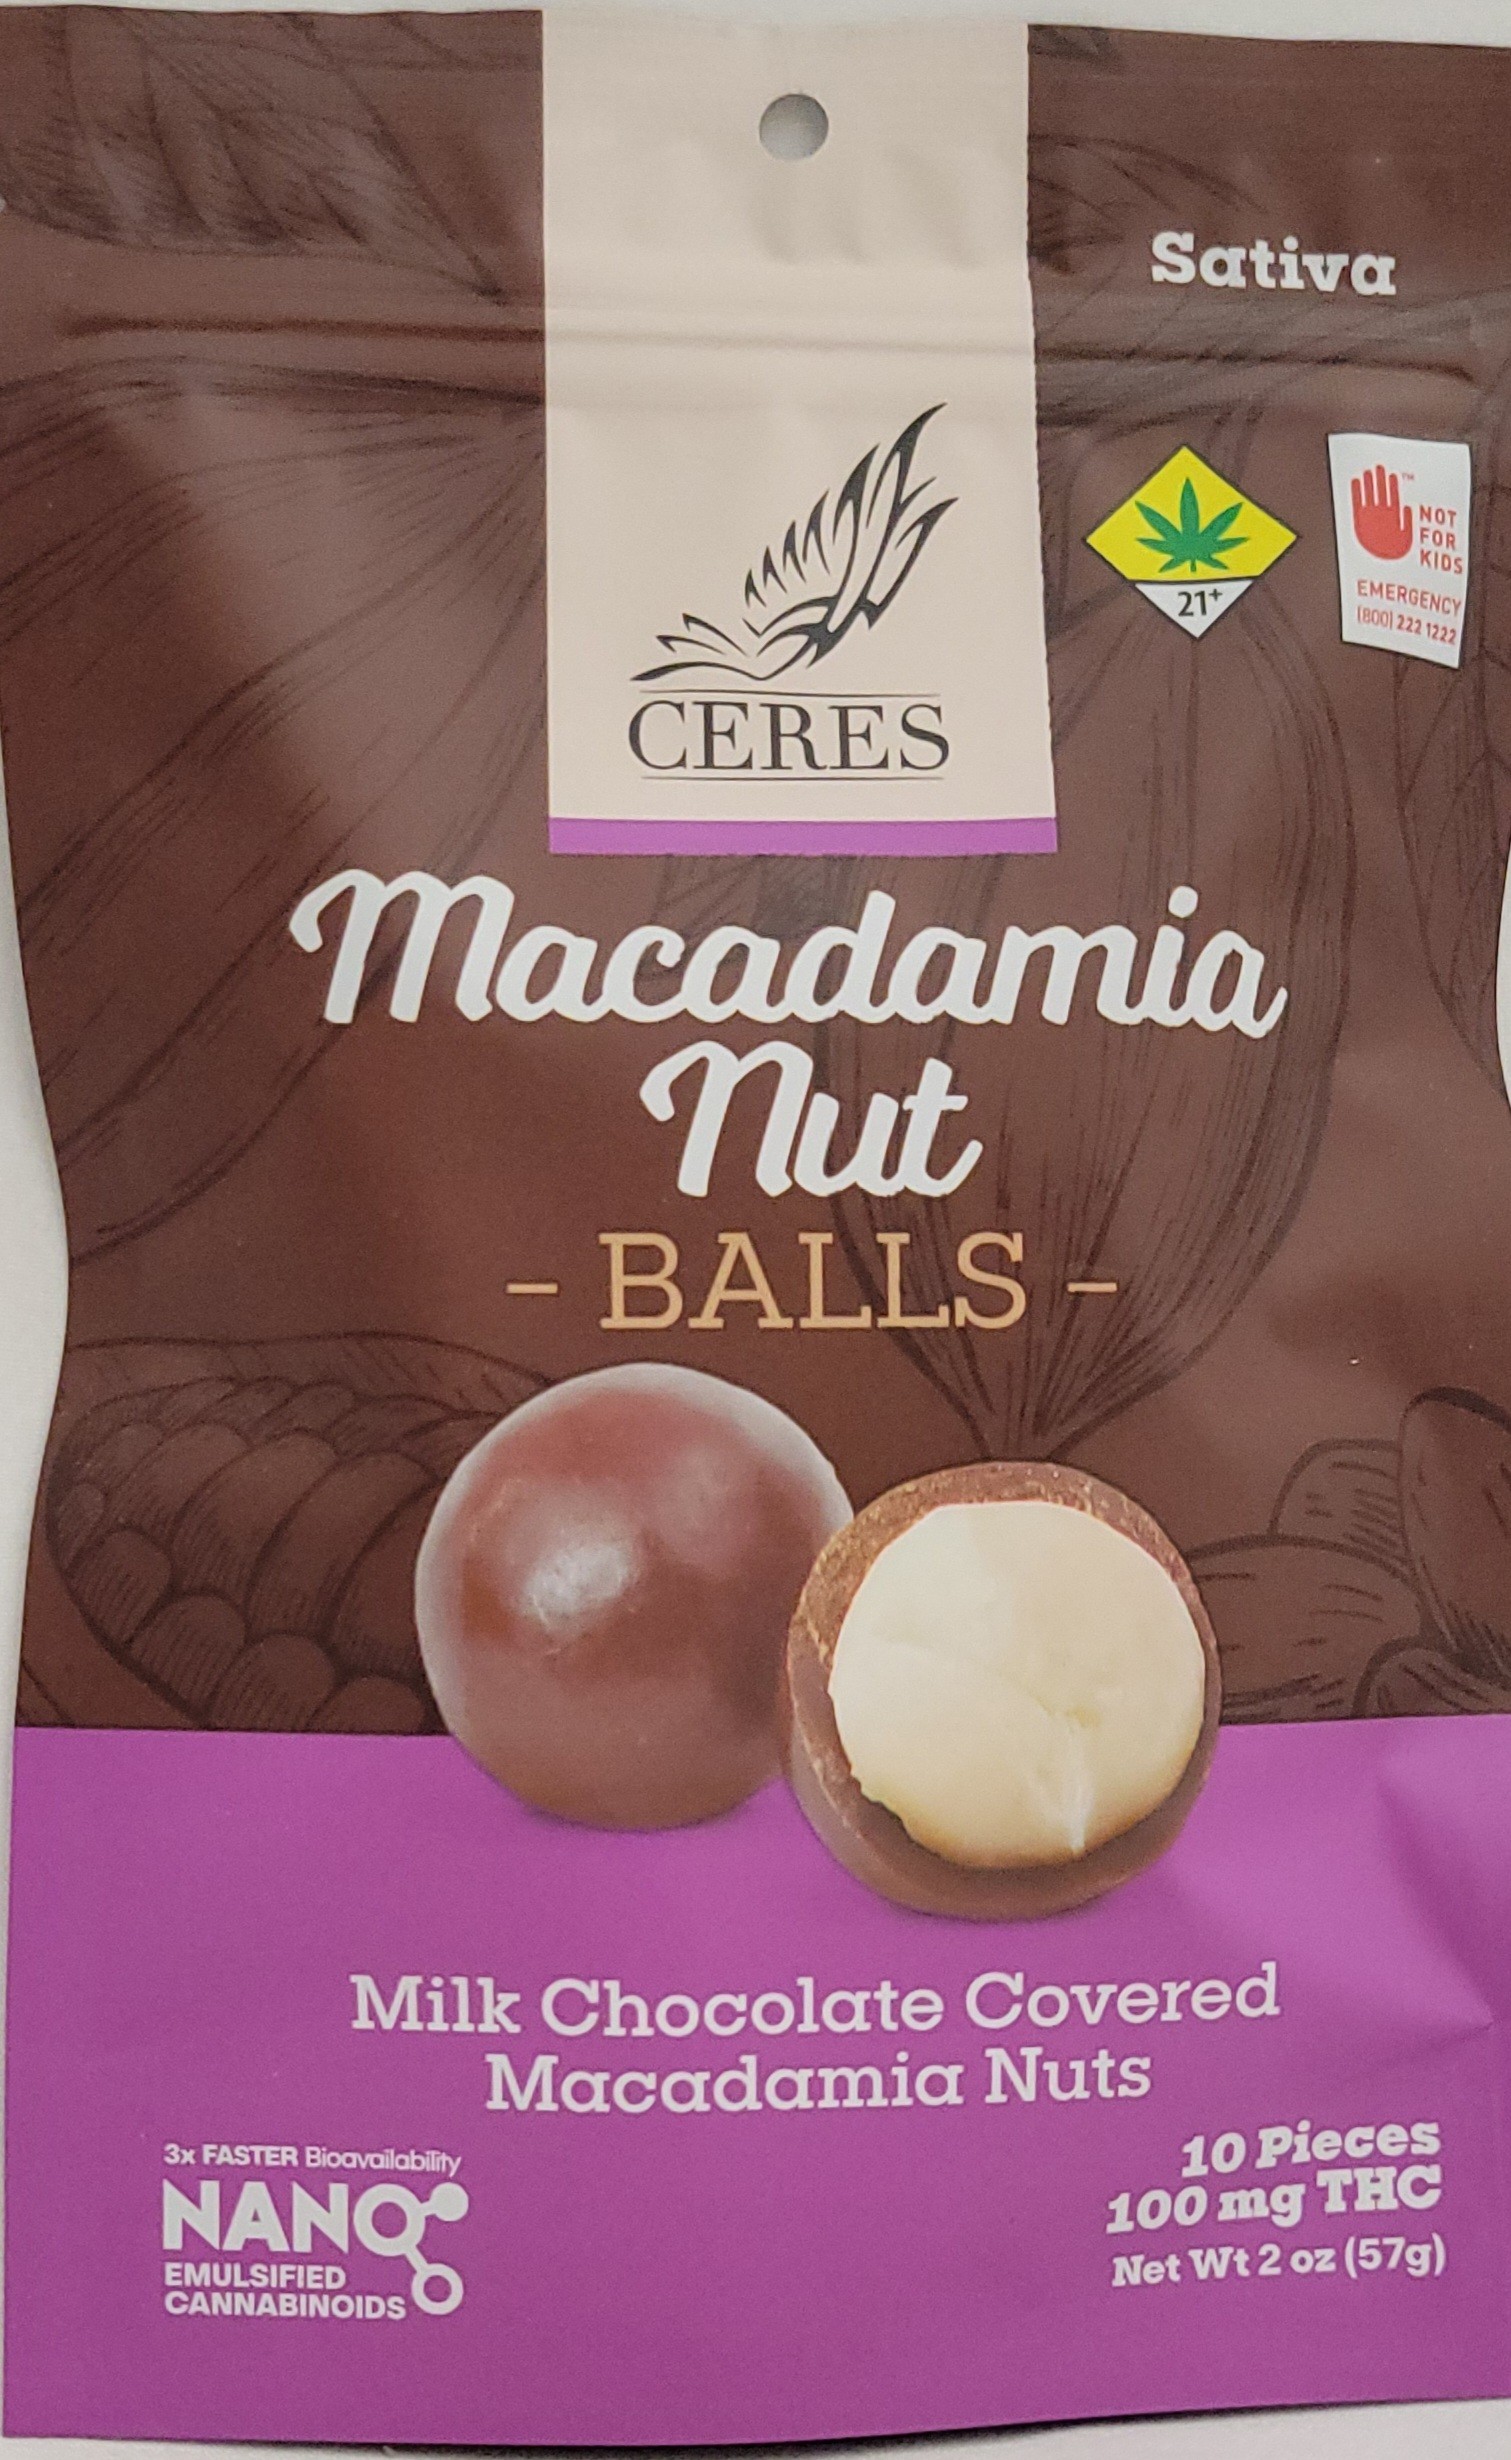 Sativa
21+
™
NOT
FOR
KIDS
EMERGENCY
(800) 222 1222
CERES
Macadamia
Nut
- BALLS -
Milk Chocolate Covered
Macadamia Nuts
3x FASTER Bioavailability
NANO
EMULSIFIED
CANNABINOIDS
10 Pieces
100 mg THC
Net Wt 2 oz (57g)